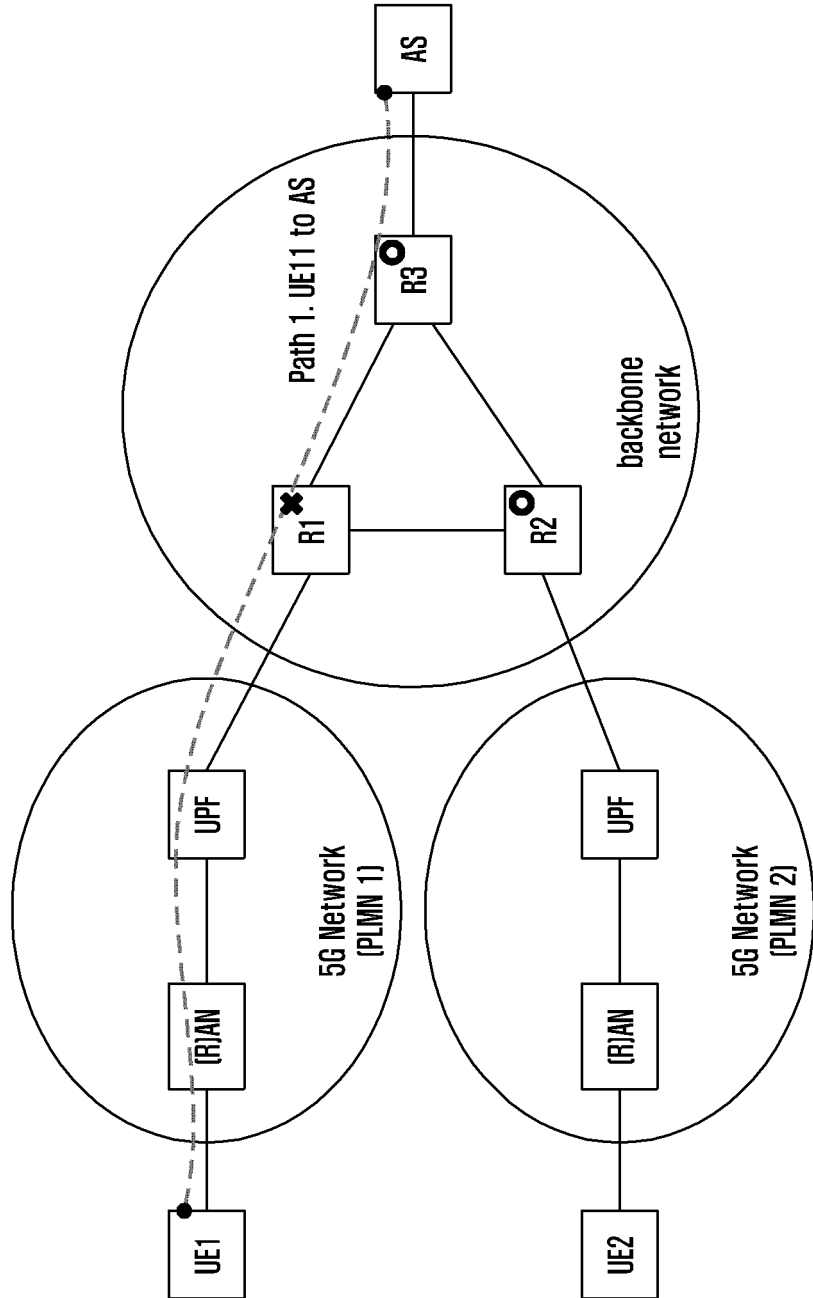 UE1
(R)AN
UPF
5G Network
(PLMN 1)
R1
Path 1. UE11 to AS
R3
AS
R2
backbone
network
UE2
(R)AN
UPF
5G Network
(PLMN 2)